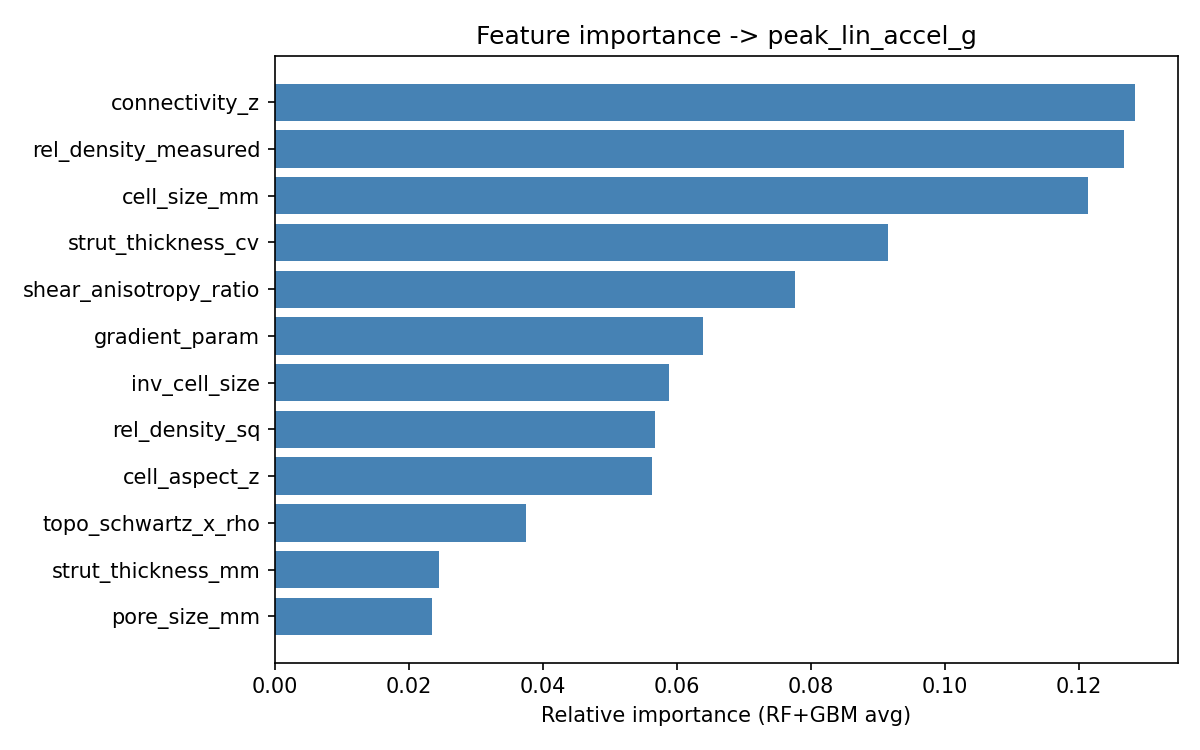 Feature importance -> peak_lin_accel_g
connectivity_z
rel_density_measured
cell_size_mm
strut_thickness_cv
shear_anisotropy_ratio
gradient_param
inv_cell_size
rel_density_sq
cell_aspect_z
topo_schwartz_x_rho
strut_thickness_mm
pore_size_mm
0.00 0.02 0.04 0.06 0.08 0.10 0.12
Relative importance (RF+GBM avg)